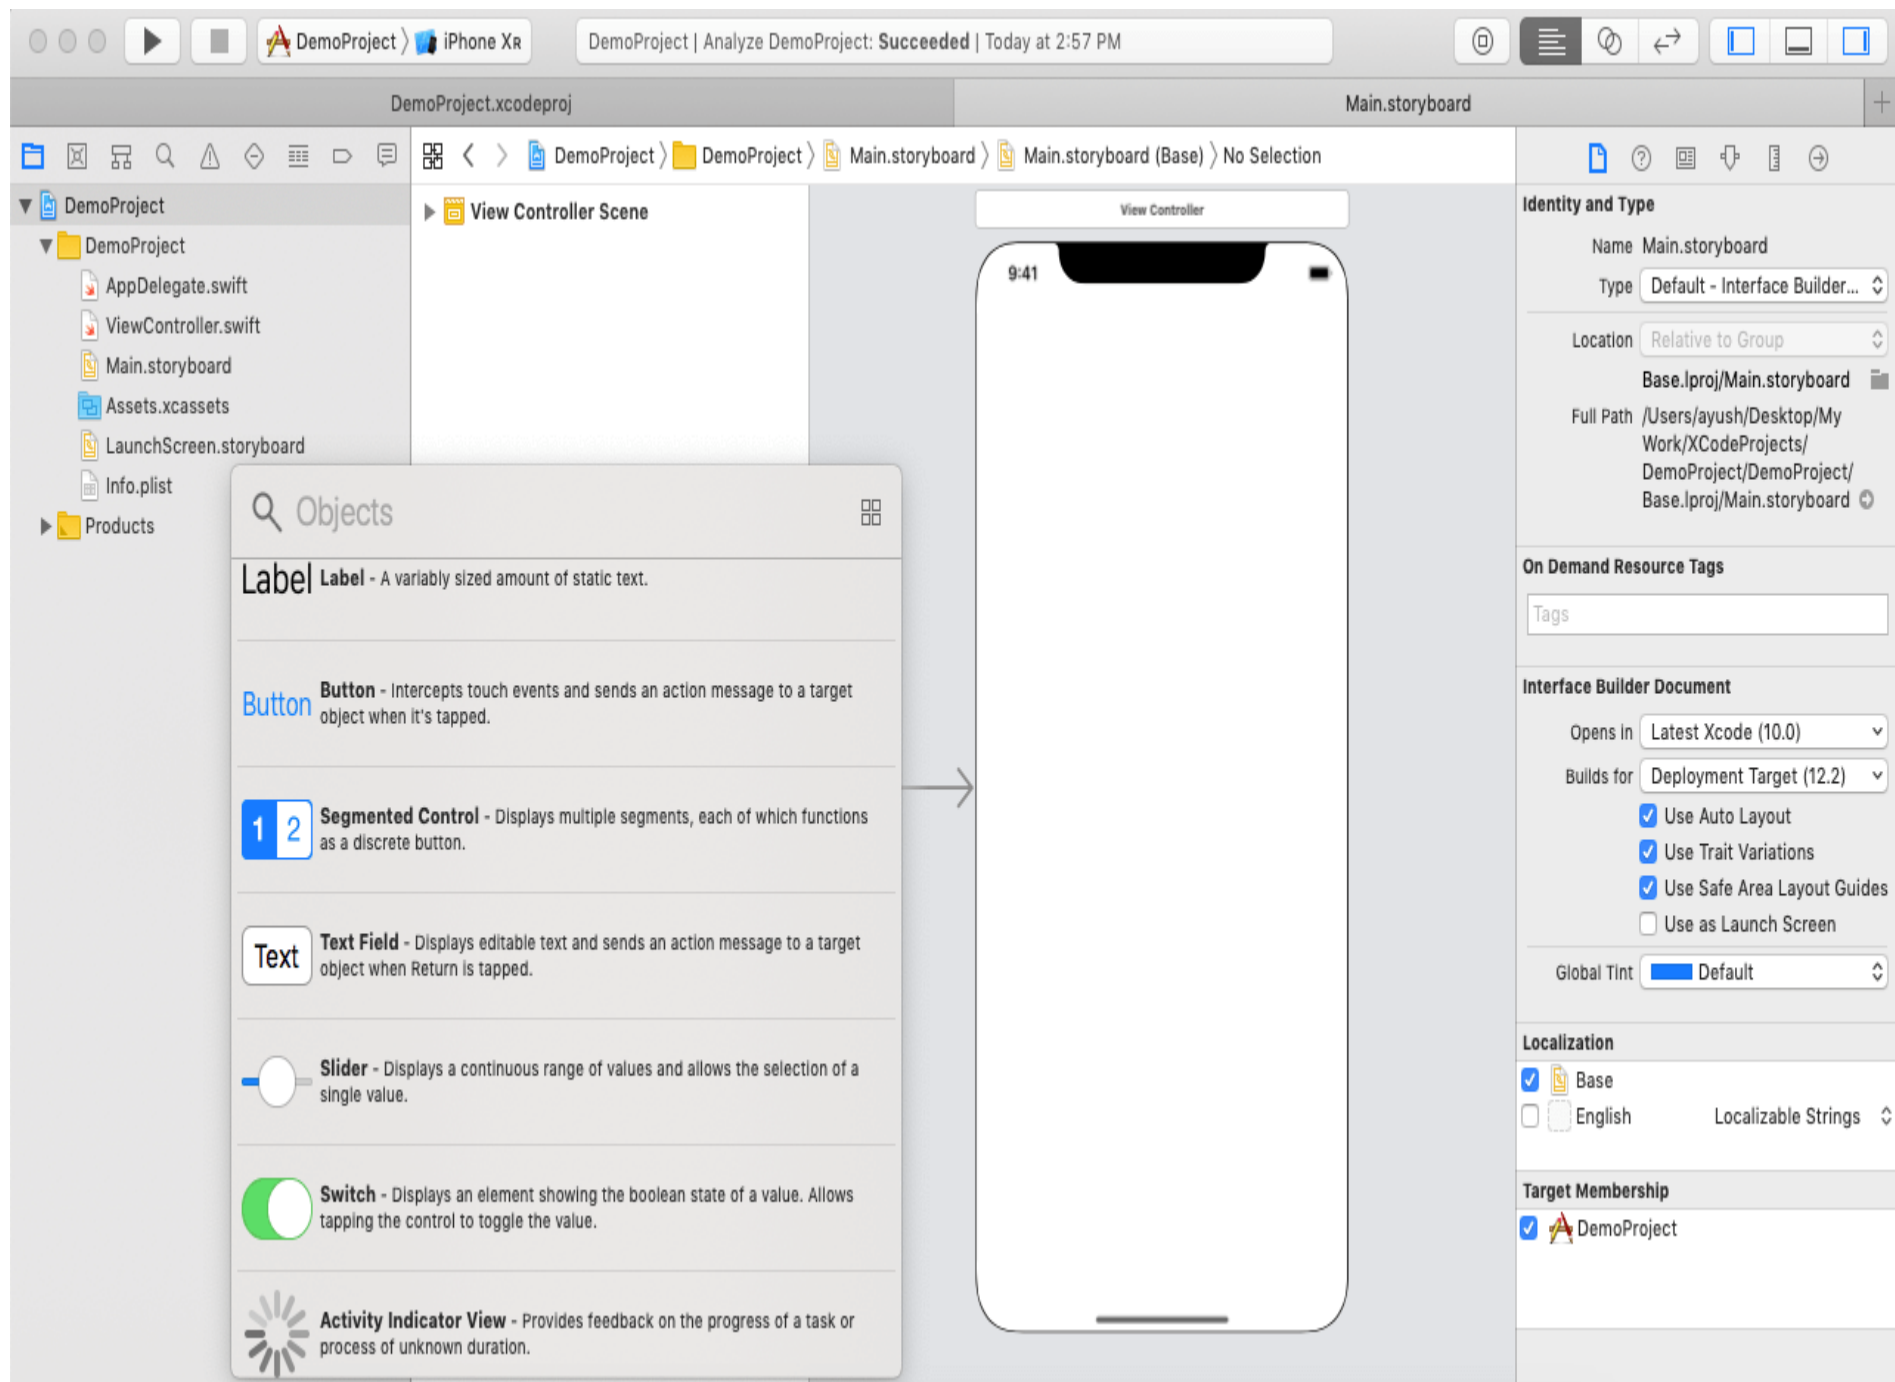 DemoProject 〉 iPhone XR
DemoProject | Analyze DemoProject: Succeeded | Today at 2:57 PM
DemoProject.xcodeproj
Main.storyboard
DemoProject 〉 DemoProject 〉 Main.storyboard 〉 Main.storyboard (Base) 〉 No Selection
DemoProject
DemoProject
AppDelegate.swift
ViewController.swift
Main.storyboard
Assets.xcassets
LaunchScreen.storyboard
Info.plist
Products
View Controller Scene
View Controller
9:41
Objects
Label
Label - A variably sized amount of static text.
Button
Button - Intercepts touch events and sends an action message to a target
object when it's tapped.
1 2
Segmented Control - Displays multiple segments, each of which functions
as a discrete button.
Text
Text Field - Displays editable text and sends an action message to a target
object when Return is tapped.
Slider - Displays a continuous range of values and allows the selection of a
single value.
Switch - Displays an element showing the boolean state of a value. Allows
tapping the control to toggle the value.
Activity Indicator View - Provides feedback on the progress of a task or
process of unknown duration.
Identity and Type
Name Main.storyboard
Type Default - Interface Builder...
Location Relative to Group
Base.lproj/Main.storyboard
Full Path /Users/ayush/Desktop/My
Work/XCodeProjects/
DemoProject/DemoProject/
Base.lproj/Main.storyboard
On Demand Resource Tags
Tags
Interface Builder Document
Opens in Latest Xcode (10.0)
Builds for Deployment Target (12.2)
Use Auto Layout
Use Trait Variations
Use Safe Area Layout Guides
Use as Launch Screen
Global Tint Default
Localization
Base
English Localizable Strings
Target Membership
DemoProject